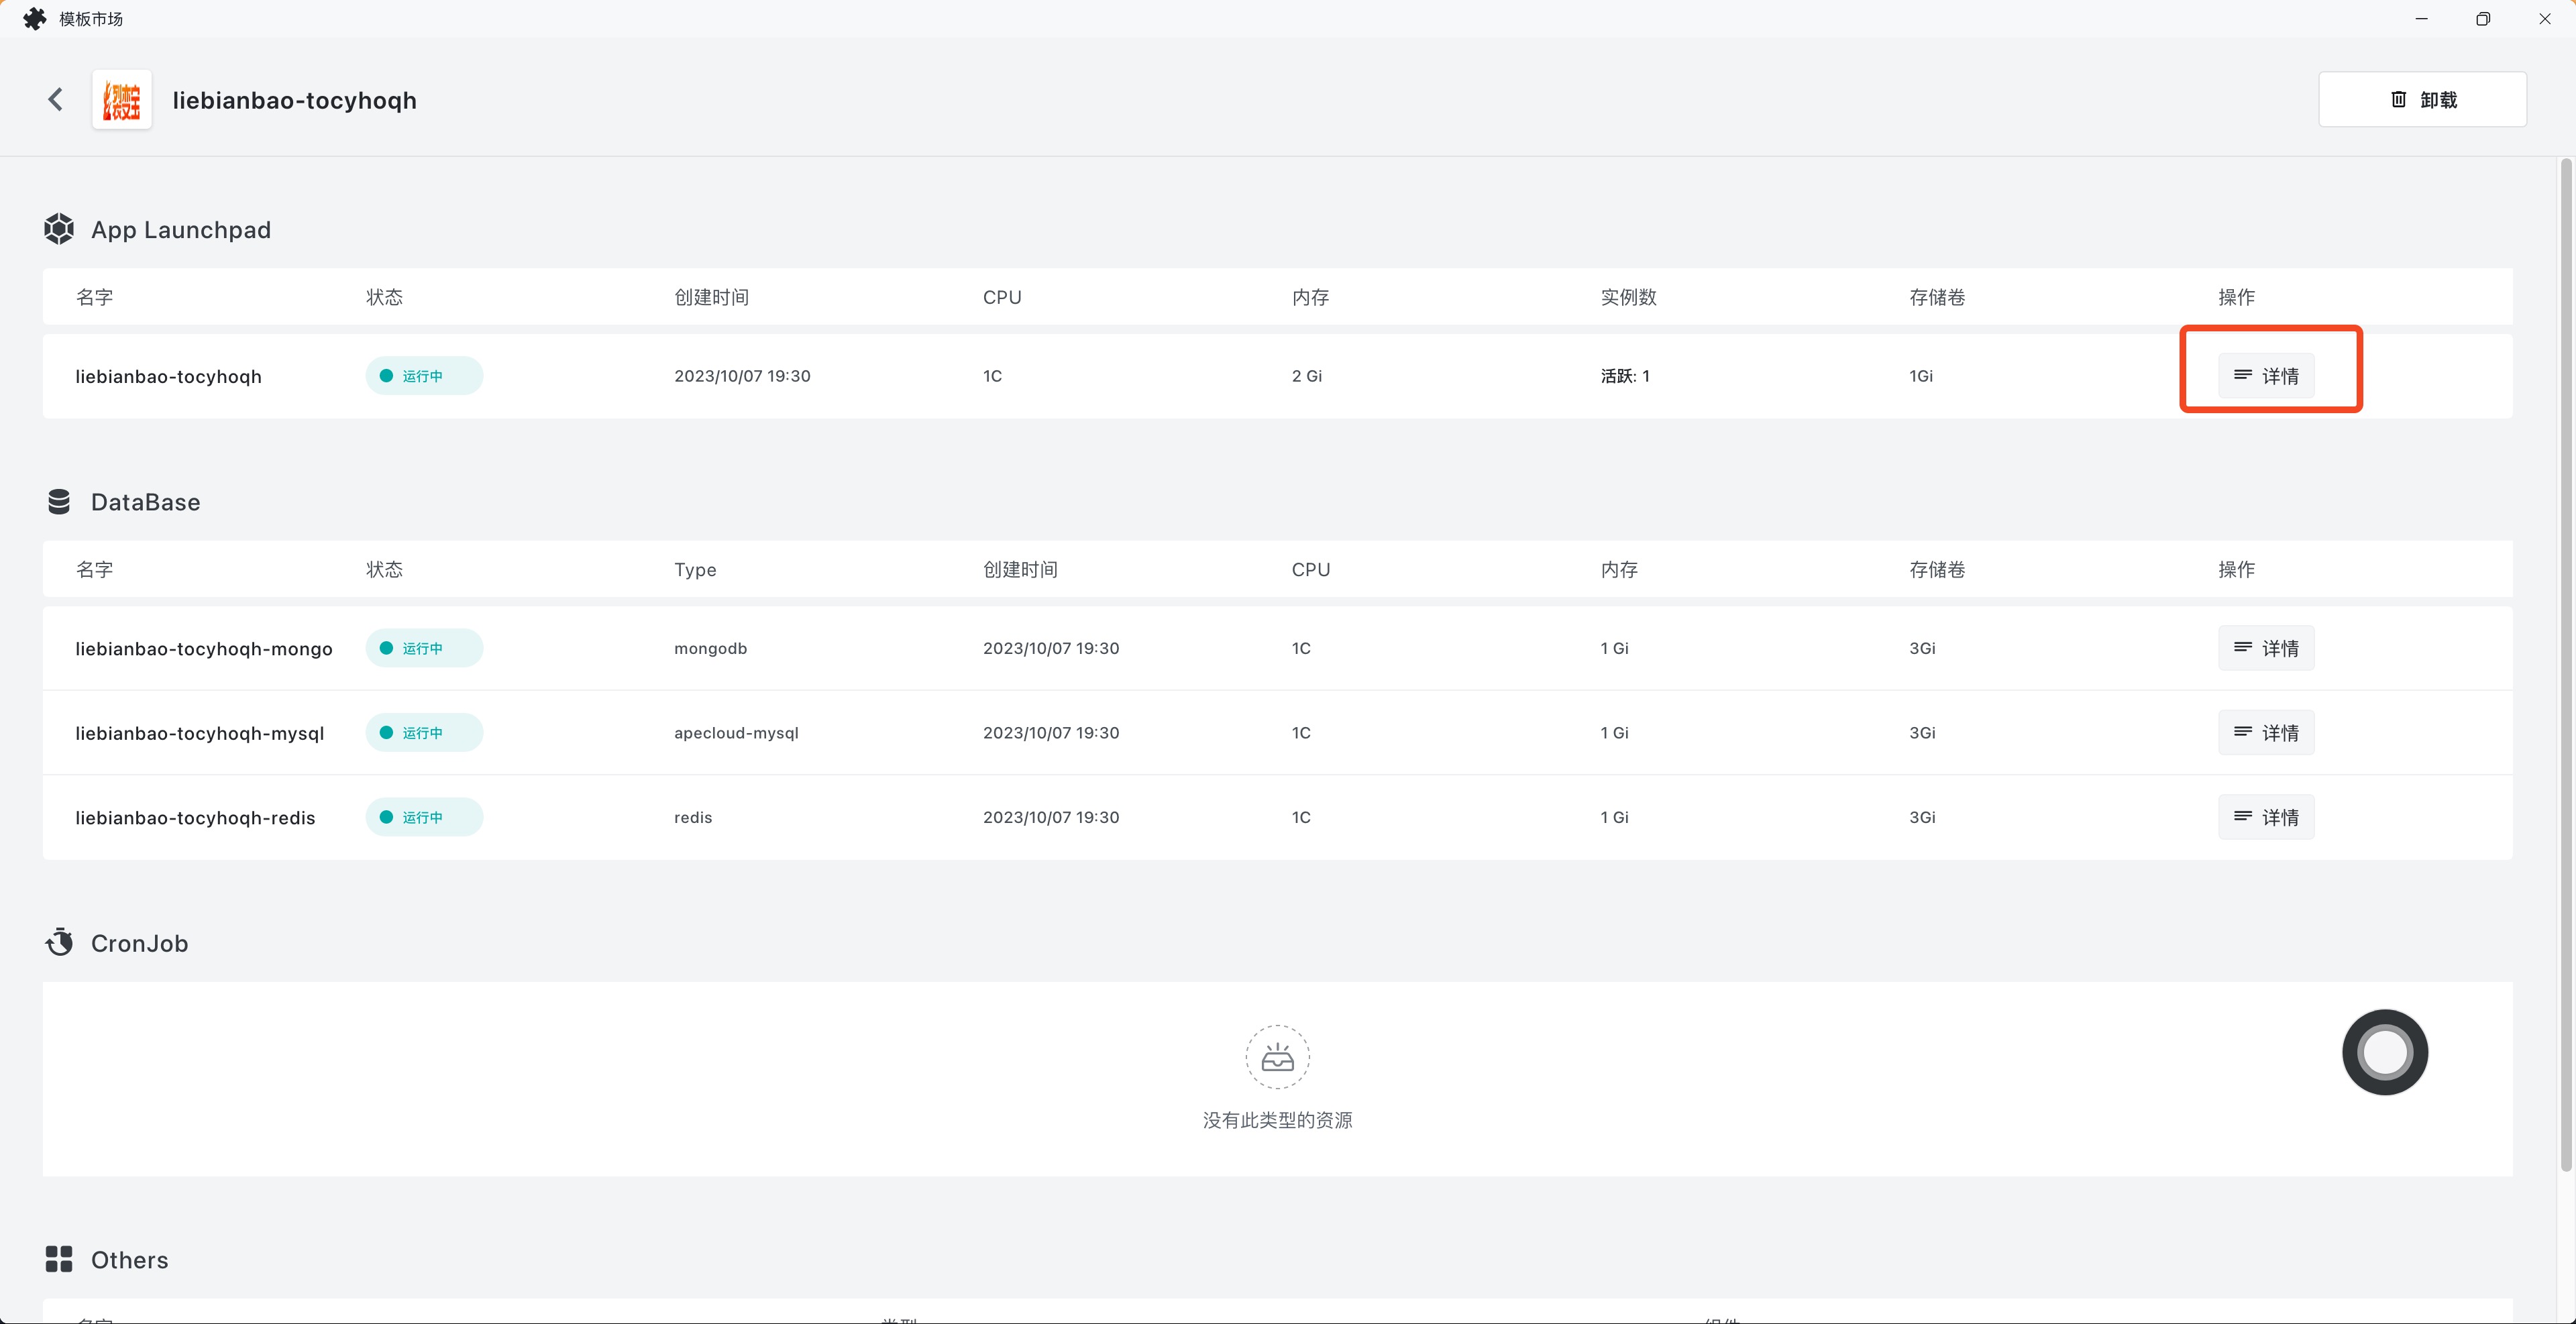 模板市场
裂变宝
liebianbao-tocyhoqh
卸载
App Launchpad
名字 状态 创建时间 CPU 内存 实例数 存储卷 操作
liebianbao-tocyhoqh 运行中 2023/10/07 19:30 1C 2 Gi 活跃: 1 1Gi 详情
DataBase
名字 状态 Type 创建时间 CPU 内存 存储卷 操作
liebianbao-tocyhoqh-mongo 运行中 mongodb 2023/10/07 19:30 1C 1 Gi 3Gi 详情
liebianbao-tocyhoqh-mysql 运行中 apecloud-mysql 2023/10/07 19:30 1C 1 Gi 3Gi 详情
liebianbao-tocyhoqh-redis 运行中 redis 2023/10/07 19:30 1C 1 Gi 3Gi 详情
CronJob
没有此类型的资源
Others